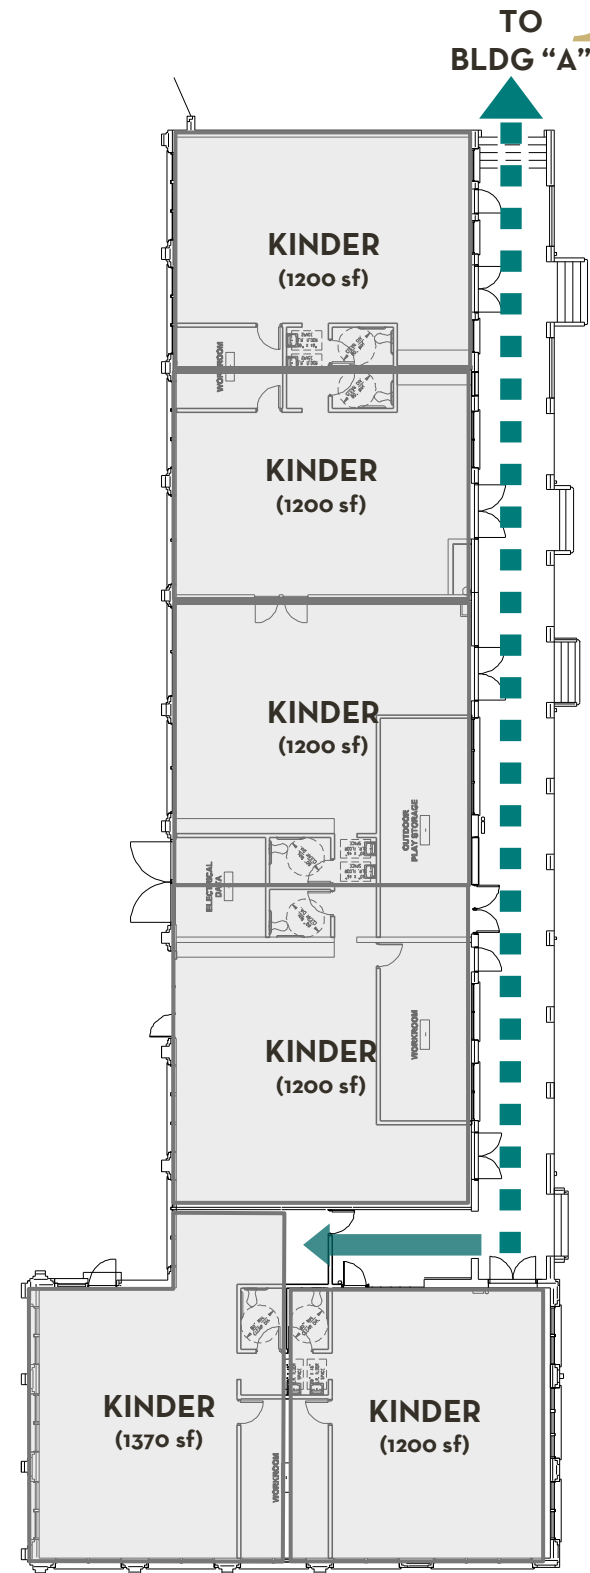 TO
BLDG “A”
KINDER
(1200 sf)
WORKROOM
KINDER
(1200 sf)
KINDER
(1200 sf)
OUTDOOR
PLAY STORAGE
ELECTRICAL
DATA
KINDER
(1200 sf)
WORKROOM
KINDER
(1370 sf)
KINDER
(1200 sf)
WORKROOM